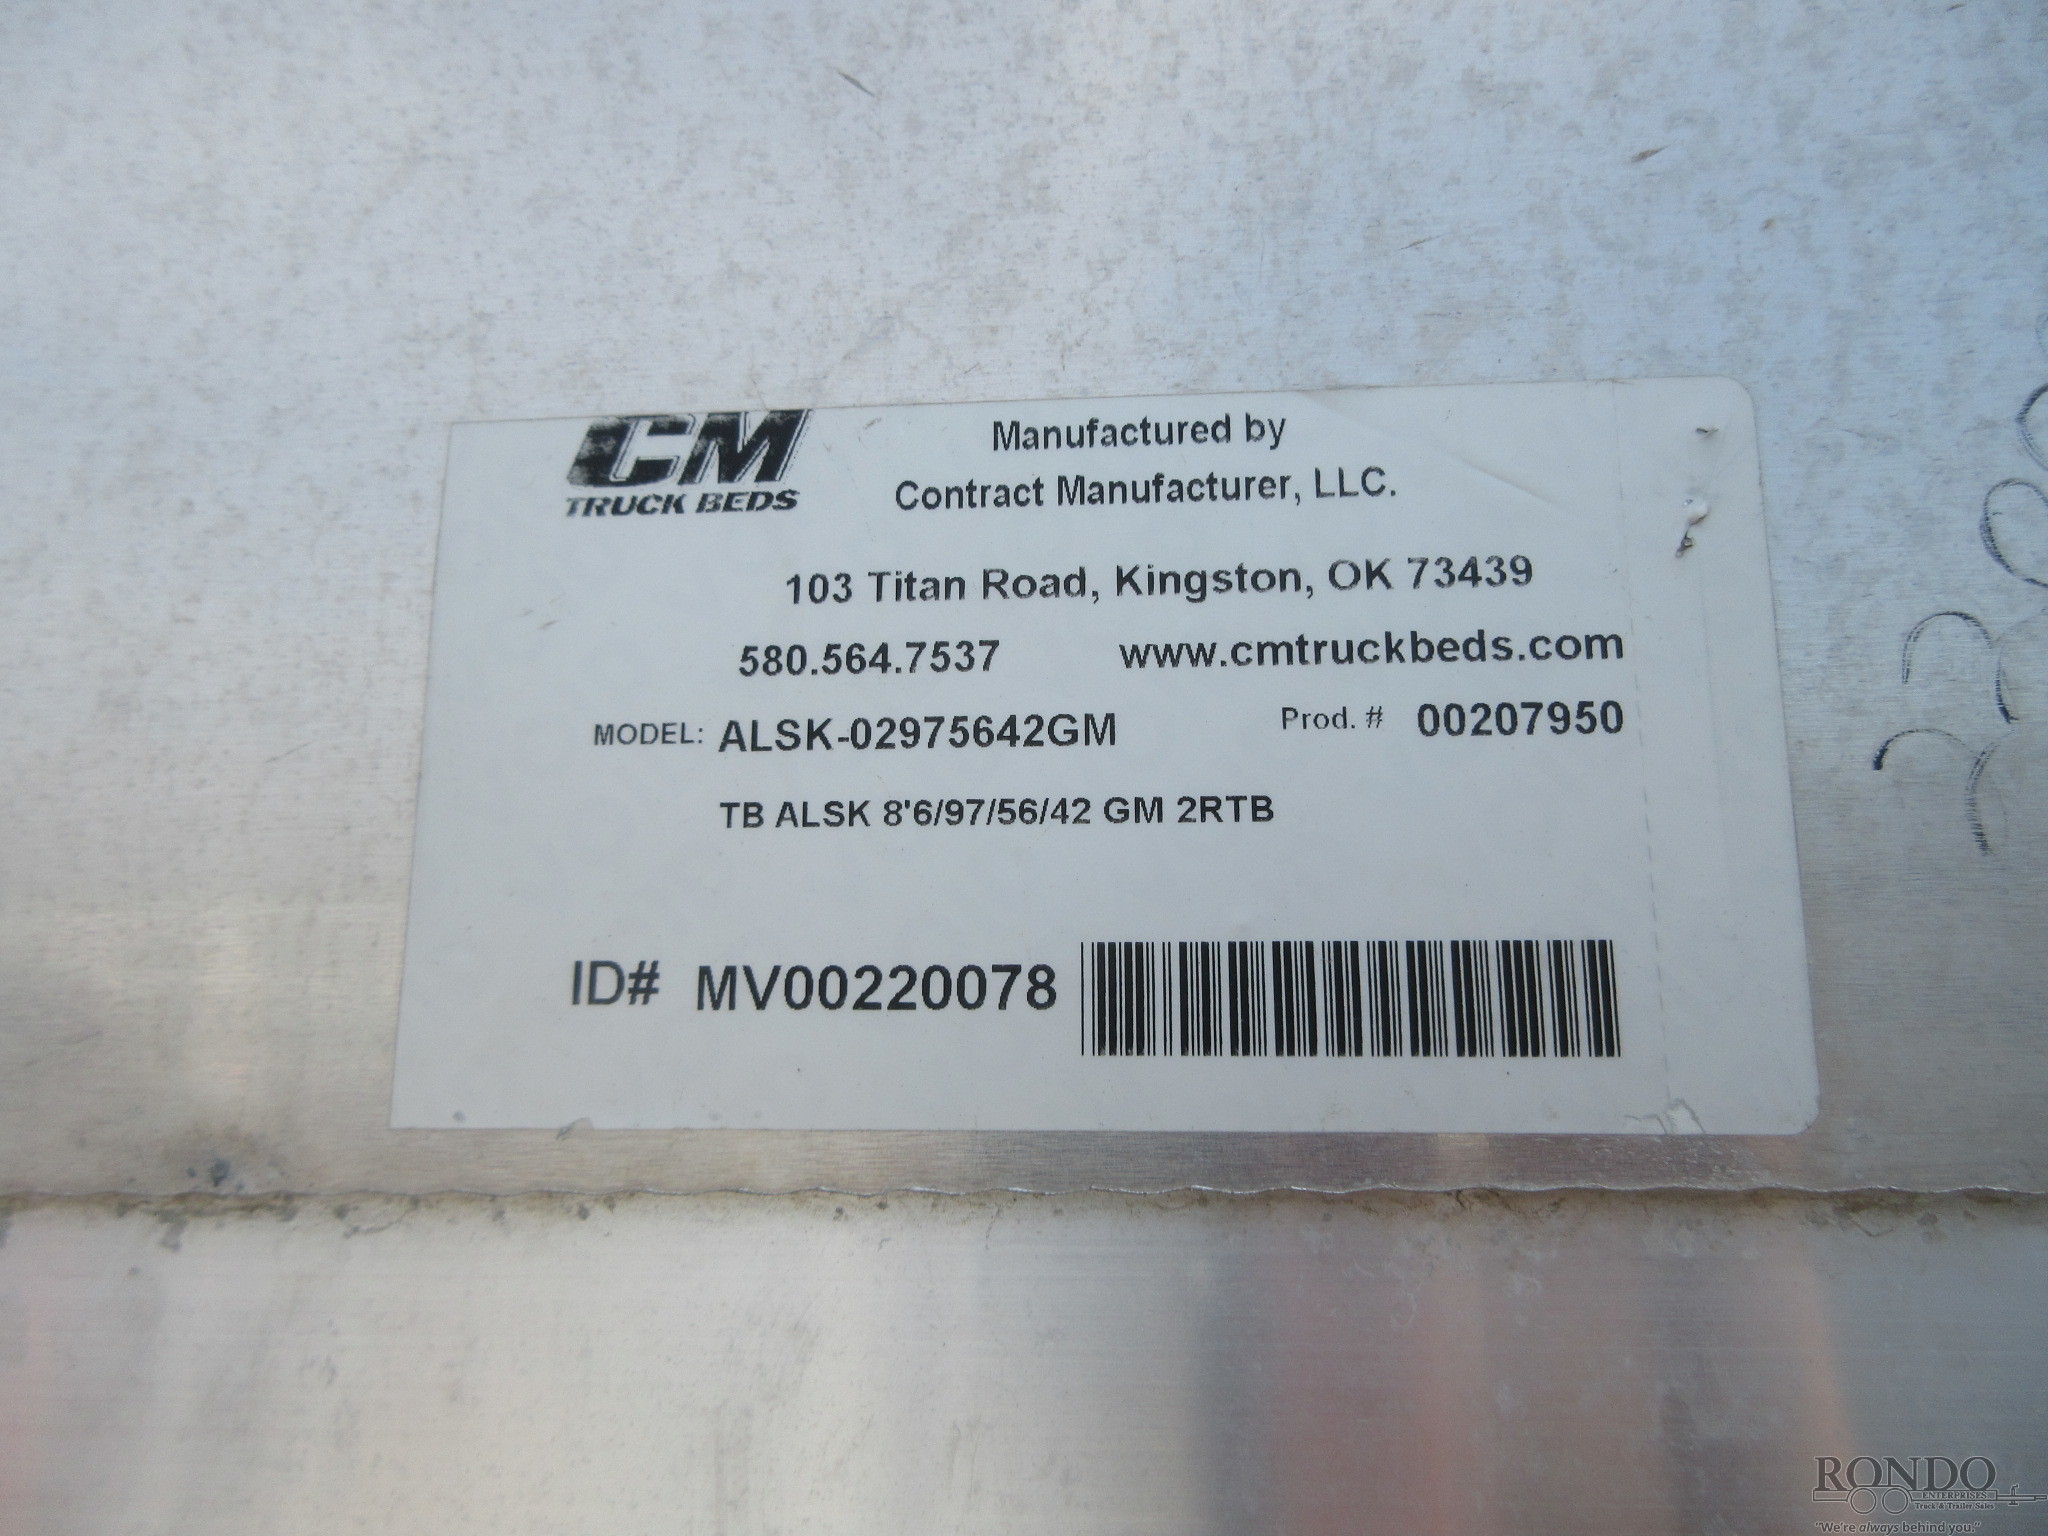 CM
TRUCK BEDS
Manufactured by
Contract Manufacturer, LLC.
103 Titan Road, Kingston, OK 73439
580.564.7537 www.cmtruckbeds.com
MODEL: ALSK-02975642GM Prod. # 00207950
TB ALSK 8'6/97/56/42 GM 2RTB
ID# MV00220078
RONDO
ENTERPRISES
Truck & Trailer Sales
"We're always behind you."